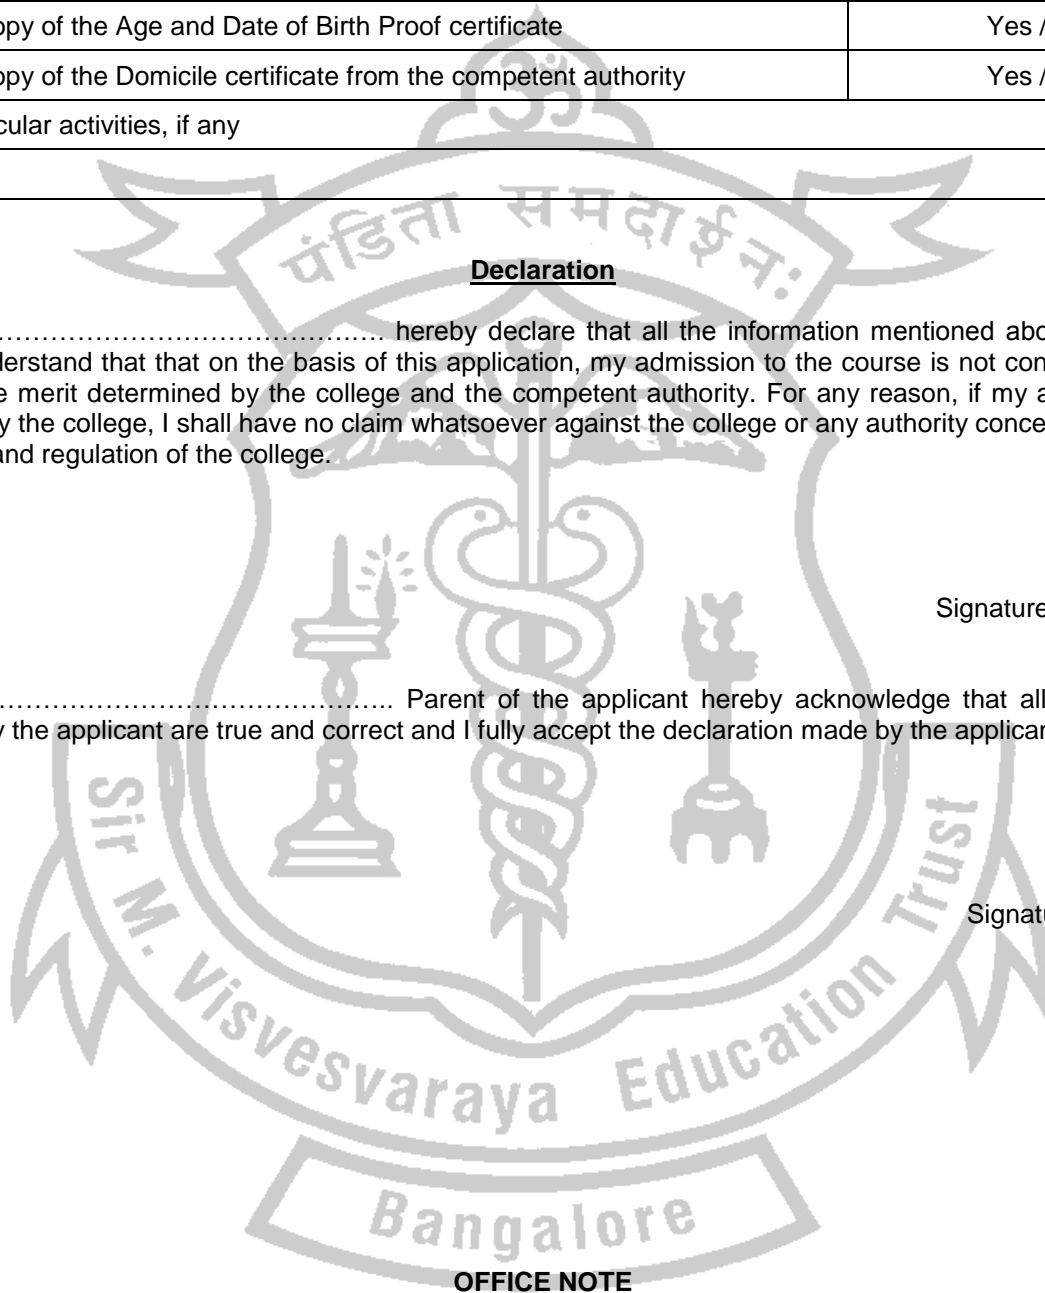 opy of the Age and Date of Birth Proof certificate Yes /
opy of the Domicile certificate from the competent authority Yes /
cular activities, if any
ॐ
पंडिता समदार्शनः
Declaration
…………………………………………. hereby declare that all the information mentioned abo
derstand that that on the basis of this application, my admission to the course is not con
e merit determined by the college and the competent authority. For any reason, if my a
y the college, I shall have no claim whatsoever against the college or any authority conce
and regulation of the college.
Signature
………………………………………….. Parent of the applicant hereby acknowledge that all
y the applicant are true and correct and I fully accept the declaration made by the applican
Signatu
Sir M. Visvesvaraya Education Trust
Bangalore
OFFICE NOTE